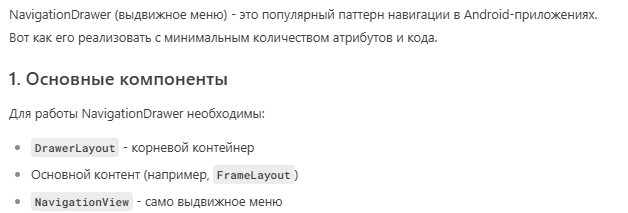 NavigationDrawer (выдвижное меню) - это популярный паттерн навигации в Android-приложениях.
Вот как его реализовать с минимальным количеством атрибутов и кода.
1. Основные компоненты
Для работы NavigationDrawer необходимы:
• DrawerLayout - корневой контейнер
• Основной контент (например, FrameLayout)
• NavigationView - само выдвижное меню